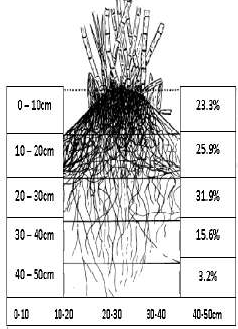 0 – 10cm 23.3%
10 – 20cm 25.9%
20 – 30cm 31.9%
30 – 40cm 15.6%
40 – 50cm 3.2%
0-10 10-20 20-30 30-40 40-50cm